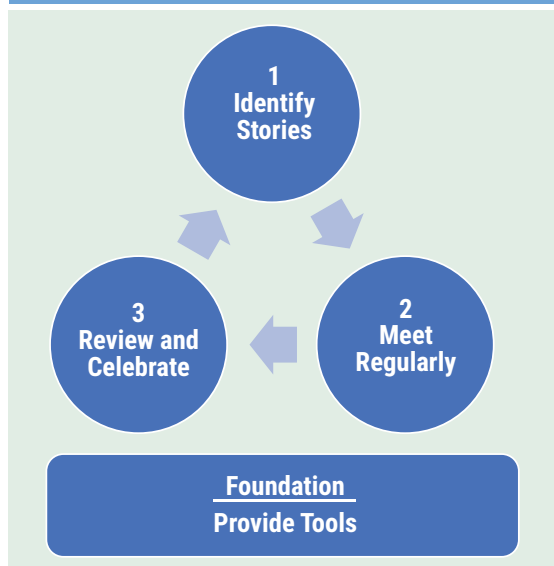 1
Identify
Stories
2
Meet
Regularly
3
Review and
Celebrate
Foundation
Provide Tools